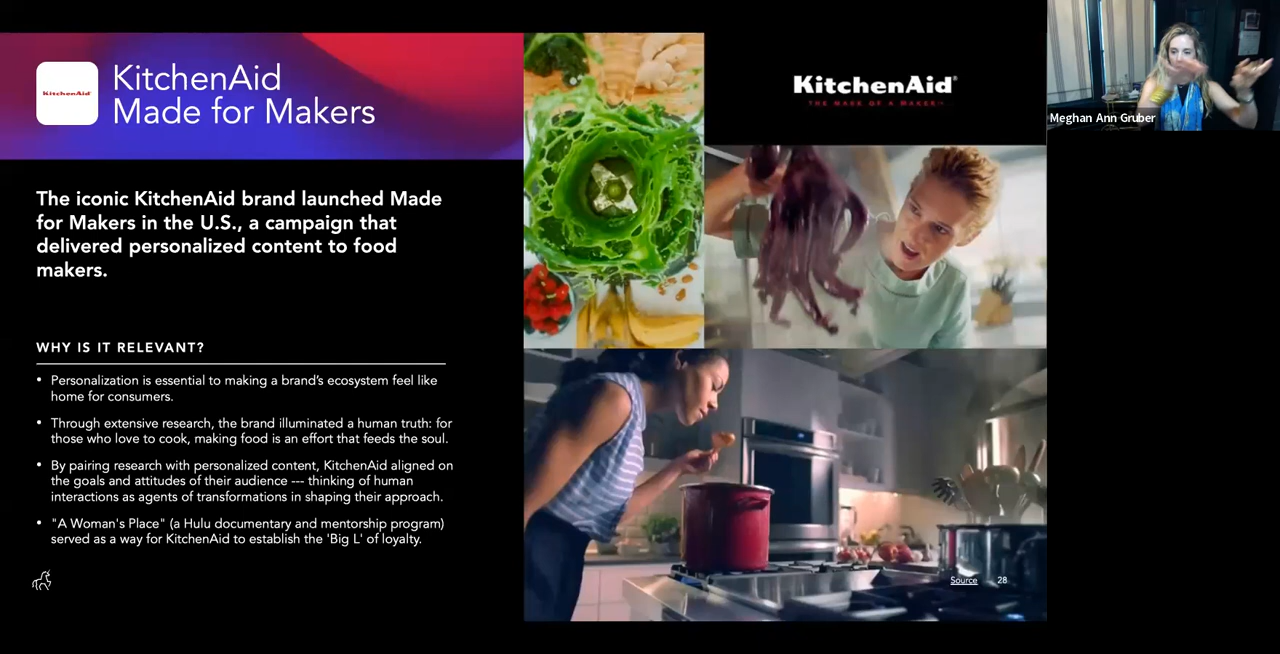 KitchenAid
KitchenAid
Made for Makers
KitchenAid®
THE MARK OF A MAKER™
Meghan Ann Gruber
The iconic KitchenAid brand launched Made
for Makers in the U.S., a campaign that
delivered personalized content to food
makers.
WHY IS IT RELEVANT?
• Personalization is essential to making a brand's ecosystem feel like
home for consumers.
• Through extensive research, the brand illuminated a human truth: for
those who love to cook, making food is an effort that feeds the soul.
• By pairing research with personalized content, KitchenAid aligned on
the goals and attitudes of their audience --- thinking of human
interactions as agents of transformations in shaping their approach.
• "A Woman's Place" (a Hulu documentary and mentorship program)
served as a way for KitchenAid to establish the 'Big L' of loyalty.
Source 28